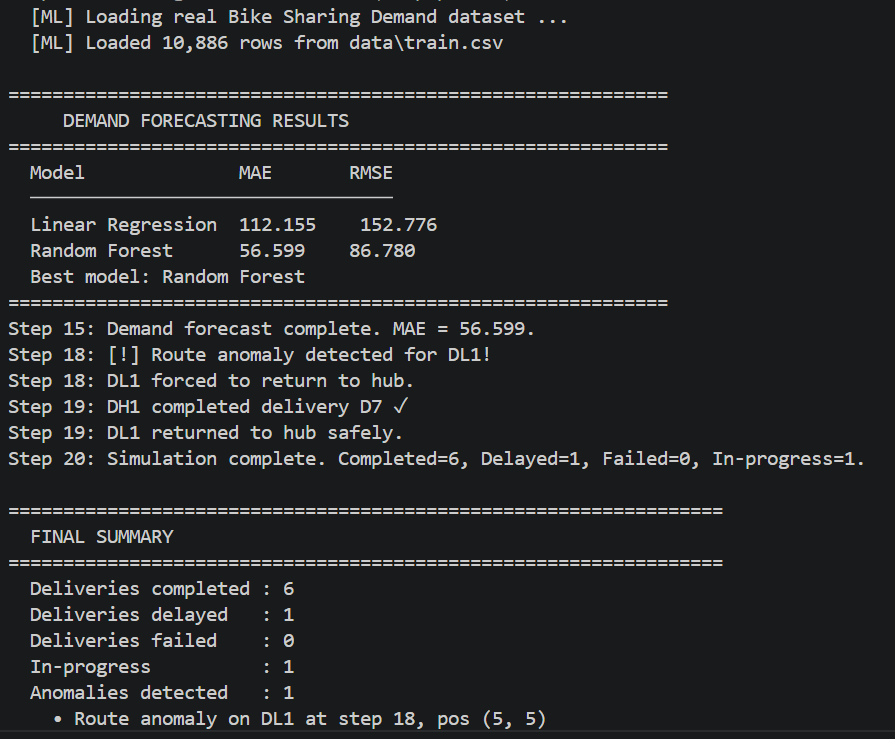 [ML] Loading real Bike Sharing Demand dataset ...
[ML] Loaded 10,886 rows from data\train.csv
============================================================
DEMAND FORECASTING RESULTS
============================================================
Model MAE RMSE
─────────────────────────────────
Linear Regression 112.155 152.776
Random Forest 56.599 86.780
Best model: Random Forest
============================================================
Step 15: Demand forecast complete. MAE = 56.599.
Step 18: [!] Route anomaly detected for DL1!
Step 18: DL1 forced to return to hub.
Step 19: DH1 completed delivery D7 ✓
Step 19: DL1 returned to hub safely.
Step 20: Simulation complete. Completed=6, Delayed=1, Failed=0, In-progress=1.
=================================================================
FINAL SUMMARY
=================================================================
Deliveries completed : 6
Deliveries delayed : 1
Deliveries failed : 0
In-progress : 1
Anomalies detected : 1
• Route anomaly on DL1 at step 18, pos (5, 5)